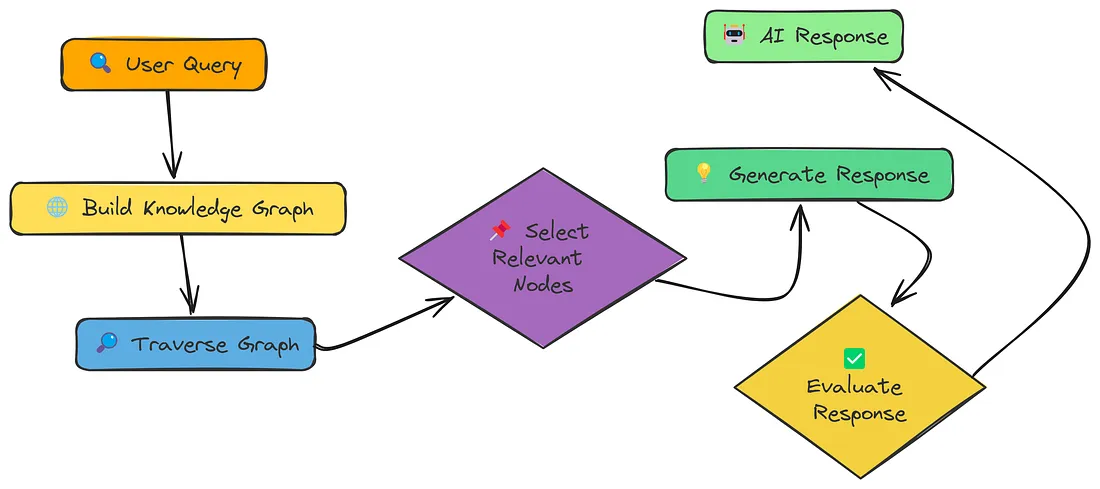 User Query
Build Knowledge Graph
Traverse Graph
Select
Relevant
Nodes
Generate Response
Evaluate
Response
AI Response